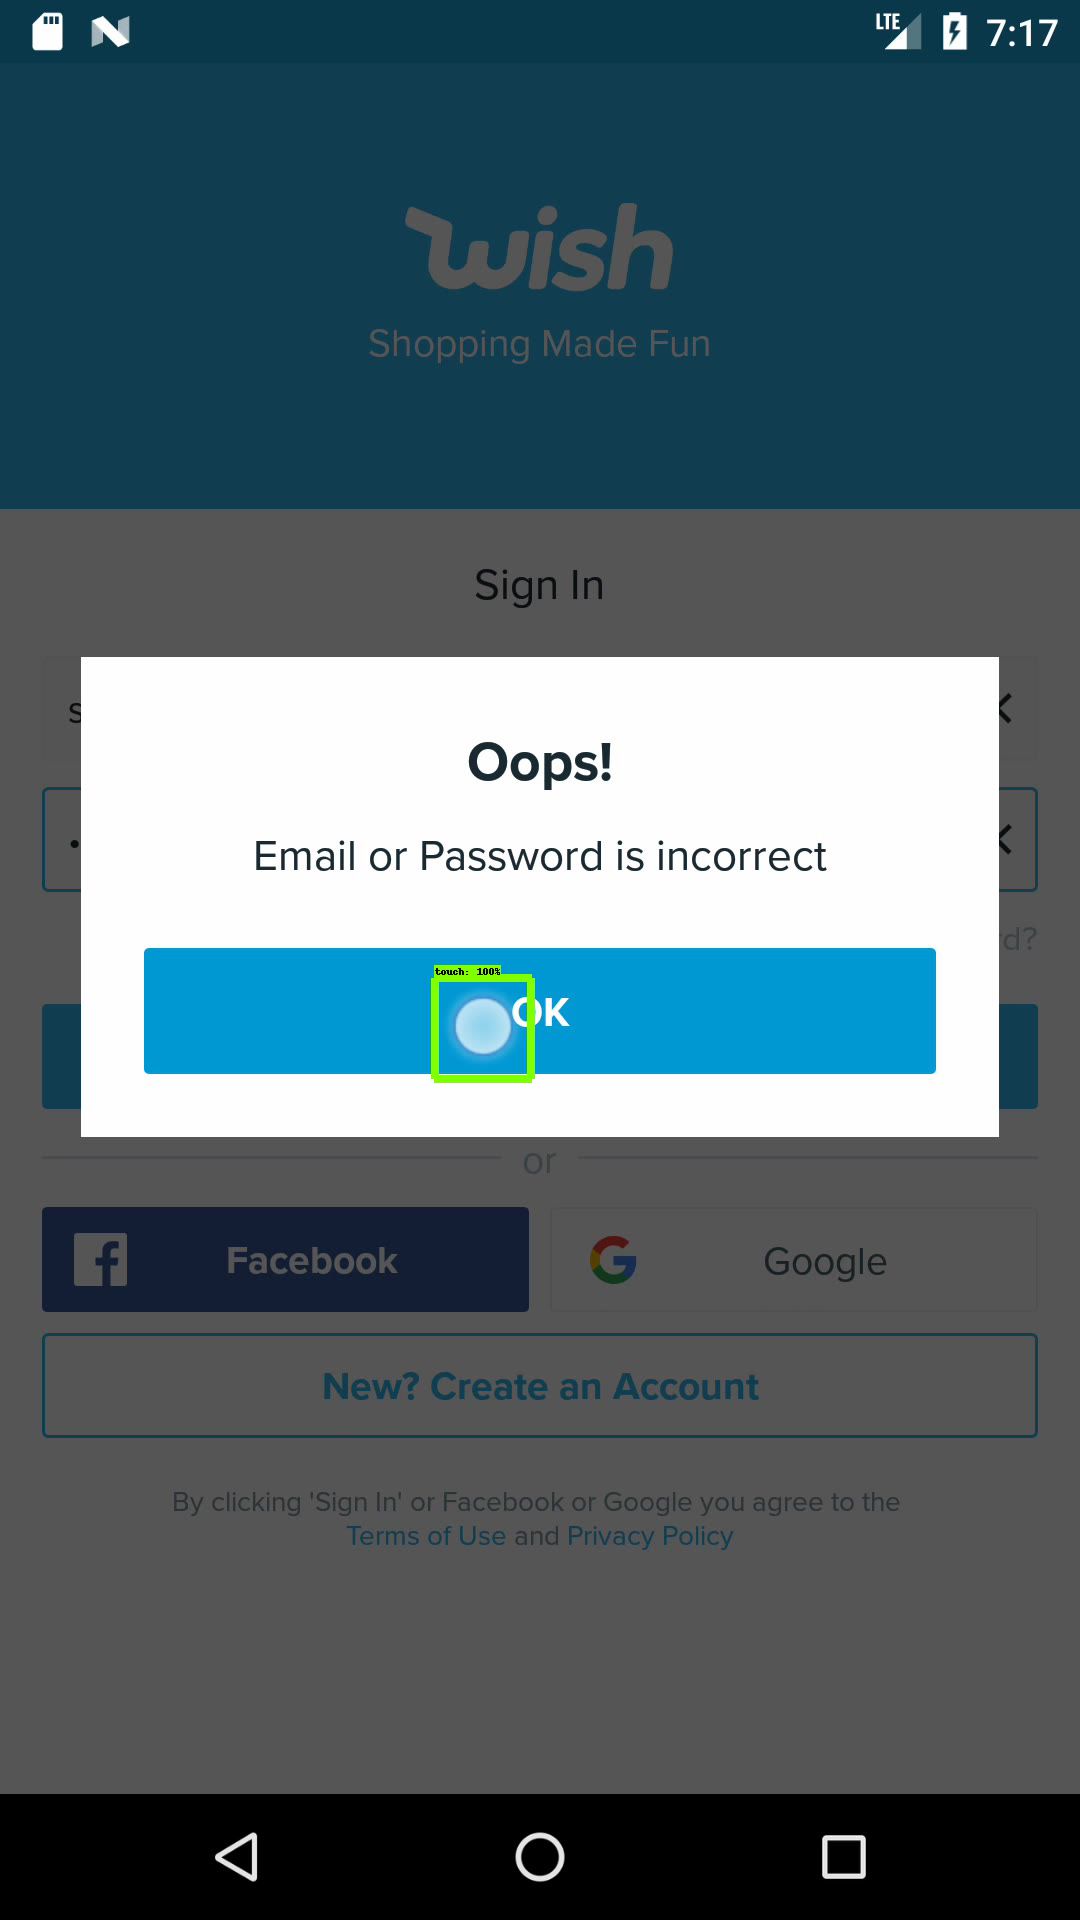 LTE 7:17
wish
Shopping Made Fun
Sign In
s
Oops!
Email or Password is incorrect
rd?
touch: 100%
OK
or
Facebook
Google
New? Create an Account
By clicking 'Sign In' or Facebook or Google you agree to the
Terms of Use and Privacy Policy